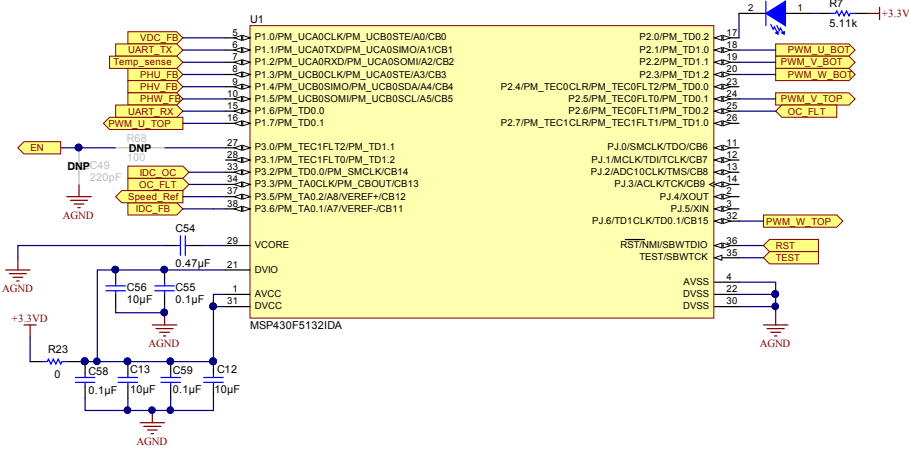 U1
2 1 R7 +3.3V
5.11k
VDC_FB 5 P1.0/PM_UCA0CLK/PM_UCB0STE/A0/CB0 P2.0/PM_TD0.2 17
UART_TX 6 P1.1/PM_UCA0TXD/PM_UCA0SIMO/A1/CB1 P2.1/PM_TD1.0 18 PWM_U_BOT
Temp_sense 7 P1.2/PM_UCA0RXD/PM_UCA0SOMI/A2/CB2 P2.2/PM_TD1.1 19 PWM_V_BOT
PHU_FB 8 P1.3/PM_UCB0CLK/PM_UCA0STE/A3/CB3 P2.3/PM_TD1.2 20 PWM_W_BOT
PHV_FB 9 P1.4/PM_UCB0SIMO/PM_UCB0SDA/A4/CB4 P2.4/PM_TEC0CLR/PM_TEC0FLT2/PM_TD0.0 23
PHW_FB 10 P1.5/PM_UCB0SOMI/PM_UCB0SCL/A5/CB5 P2.5/PM_TEC0FLT0/PM_TD0.1 24 PWM_V_TOP
UART_RX 15 P1.6/PM_TD0.0 P2.6/PM_TEC0FLT1/PM_TD0.2 25 OC_FLT
PWM_U_TOP 16 P1.7/PM_TD0.1 P2.7/PM_TEC1CLR/PM_TEC1FLT1/PM_TD1.0 26
R68
EN DNP 27 P3.0/PM_TEC1FLT2/PM_TD1.1 PJ.0/SMCLK/TDO/CB6 11
100
28 P3.1/PM_TEC1FLT0/PM_TD1.2 PJ.1/MCLK/TDI/TCLK/CB7 12
DNP C49
220pF
AGND
IDC_OC 33 P3.2/PM_TD0.0/PM_SMCLK/CB14 PJ.2/ADC10CLK/TMS/CB8 13
OC_FLT 34 P3.3/PM_TA0CLK/PM_CBOUT/CB13 PJ.3/ACLK/TCK/CB9 14
Speed_Ref 37 P3.5/PM_TA0.2/A8/VEREF+/CB12 PJ.4/XOUT 2
IDC_FB 38 P3.6/PM_TA0.1/A7/VEREF-/CB11 PJ.5/XIN 3
PJ.6/TD1CLK/TD0.1/CB15 32 PWM_W_TOP
C54
0.47µF
29 VCORE RSTNMI/SBWTDIO 36 RST
TEST/SBWTCK 35 TEST
AGND
21 DVIO
C56
10µF
C55
0.1µF
AGND
1 AVCC AVSS 4
31 DVCC DVSS 22
DVSS 30
AGND
MSP430F5132IDA
+3.3VD
R23
0
C58
0.1µF
C13
10µF
C59
0.1µF
C12
10µF
AGND